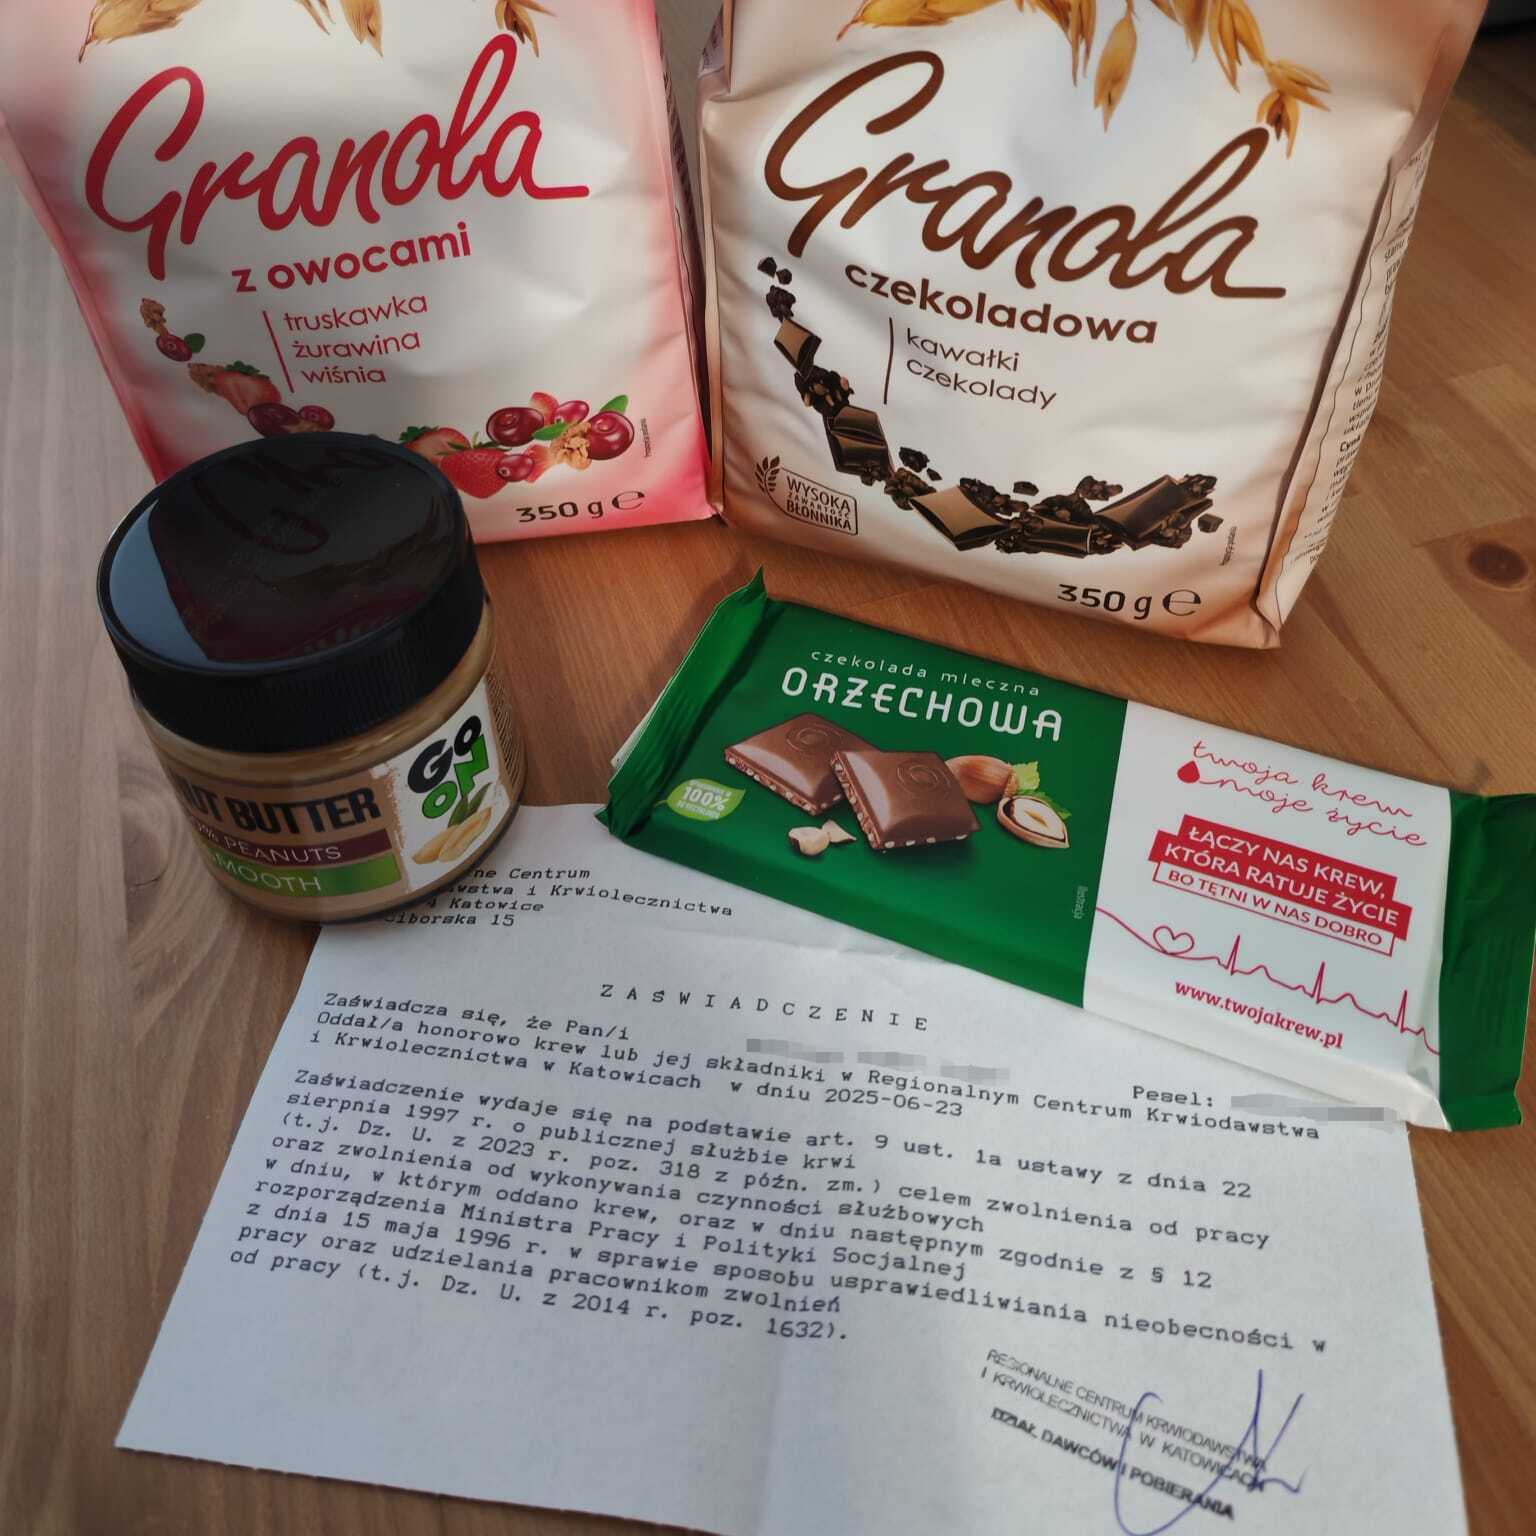 Granola
z owocami
truskawka
żurawina
wiśnia
350 g e
Granola
czekoladowa
kawałki
czekolady
WYSOKA
ZAWARTOŚĆ
BŁONNIKA
350 g e
GO
ON
BUTTER
PEANUTS
SMOOTH
czekolada mleczna
ORZECHOWA
100%
ilustracja
twoja krew
moje życie
ŁĄCZY NAS KREW,
KTÓRA RATUJE ŻYCIE
BO TĘTNI W NAS DOBRO
www.twojakrew.pl
Centrum
i Krwiolecznictwa
Katowice
15
ZAŚWIADCZENIE
Zaświadcza się, że Pan/i
Pesel:
Oddał/a honorowo krew lub jej składniki w Regionalnym Centrum Krwiodawstwa
i Krwiolecznictwa w Katowicach w dniu 2025-06-23
Zaświadczenie wydaje się na podstawie art. 9 ust. 1a ustawy z dnia 22
sierpnia 1997 r. o publicznej służbie krwi
(t.j. Dz. U. z 2023 r. poz. 318 z późn. zm.) celem zwolnienia od pracy
oraz zwolnienia od wykonywania czynności służbowych
w dniu, w którym oddano krew, oraz w dniu następnym zgodnie z § 12
rozporządzenia Ministra Pracy i Polityki Socjalnej
z dnia 15 maja 1996 r. w sprawie sposobu usprawiedliwiania nieobecności w
pracy oraz udzielania pracownikom zwolnień
od pracy (t.j. Dz. U. z 2014 r. poz. 1632).
REGIONALNE CENTRUM KRWIODAWSTWA
I KRWIOLECZNICTWA W KATOWICACH
DZIAŁ DAWCÓW I POBIERANIA